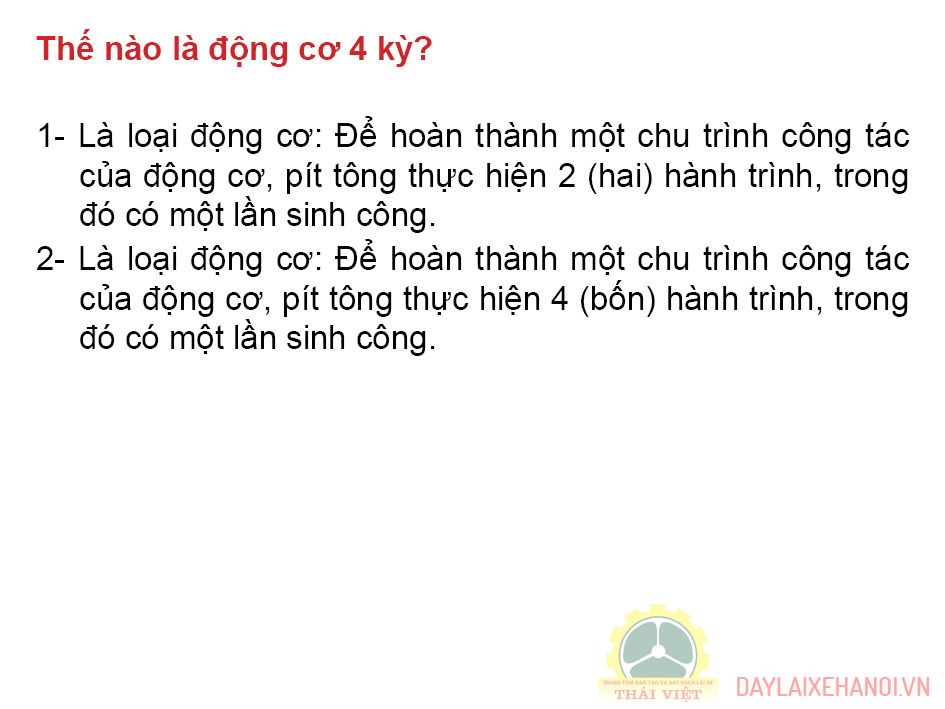 Thế nào là động cơ 4 kỳ?
1- Là loại động cơ: Để hoàn thành một chu trình công tác
của động cơ, pít tông thực hiện 2 (hai) hành trình, trong
đó có một lần sinh công.
2- Là loại động cơ: Để hoàn thành một chu trình công tác
của động cơ, pít tông thực hiện 4 (bốn) hành trình, trong
đó có một lần sinh công.
TRUNG TÂM ĐÀO TẠO VÀ SÁT HẠCH LÁI XE
THÁI VIỆT
DAYLAIXEHANOI.VN